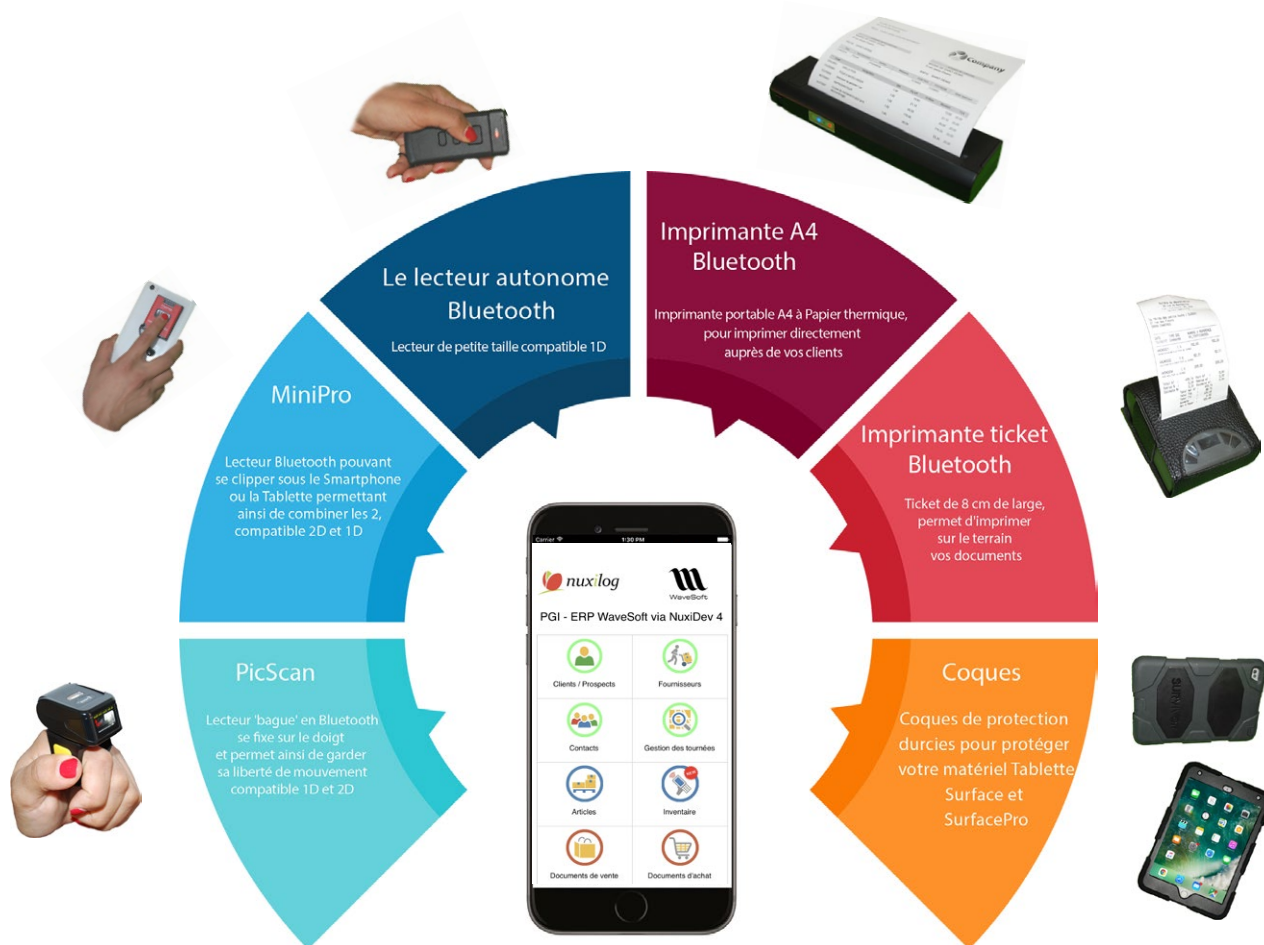 Company
Imprimante A4
Bluetooth
Imprimante portable A4 à Papier thermique,
pour imprimer directement
auprès de vos clients
Le lecteur autonome
Bluetooth
Lecteur de petite taille compatible 1D
MiniPro
Lecteur Bluetooth pouvant
se clipper sous le Smartphone
ou la Tablette permettant
ainsi de combiner les 2,
compatible 2D et 1D
Imprimante ticket
Bluetooth
Ticket de 8 cm de large,
permet d'imprimer
sur le terrain
vos documents
PicScan
Lecteur 'bague' en Bluetooth
se fixe sur le doigt
et permet ainsi de garder
sa liberté de mouvement
compatible 1D et 2D
Coques
Coques de protection
durcies pour protéger
votre matériel Tablette
Surface et
SurfacePro
Carrier
1:30 PM
nuxilog
WaveSoft
PGI - ERP WaveSoft via NuxiDev 4
Clients / Prospects
Fournisseurs
Contacts
Gestion des tournées
Articles
Inventaire
Documents de vente
Documents d'achat